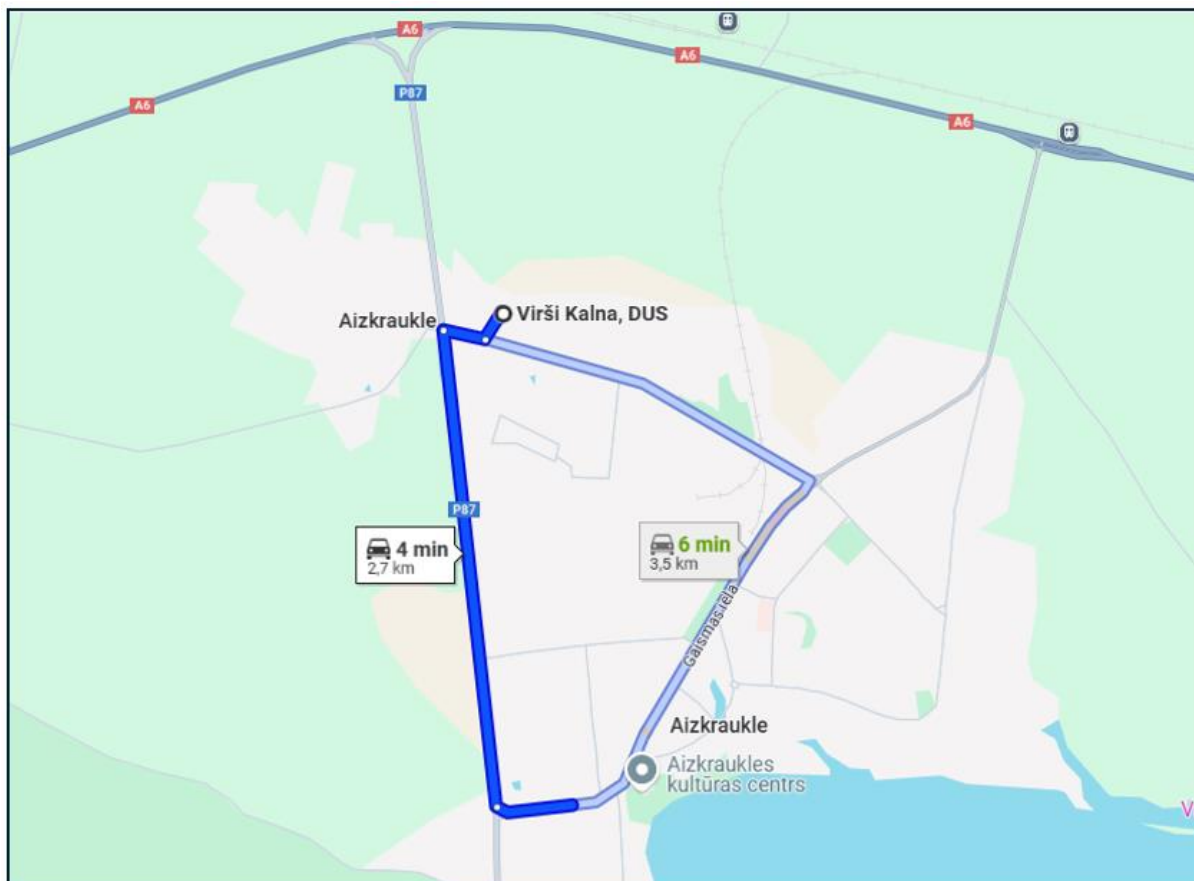 A6
A6
A6
P87
A6
Virši Kalna, DUS
Aizkraukle
P87
4 min
2,7 km
6 min
3,5 km
Gaismas iela
Aizkraukle
Aizkraukles
kultūras centrs
V